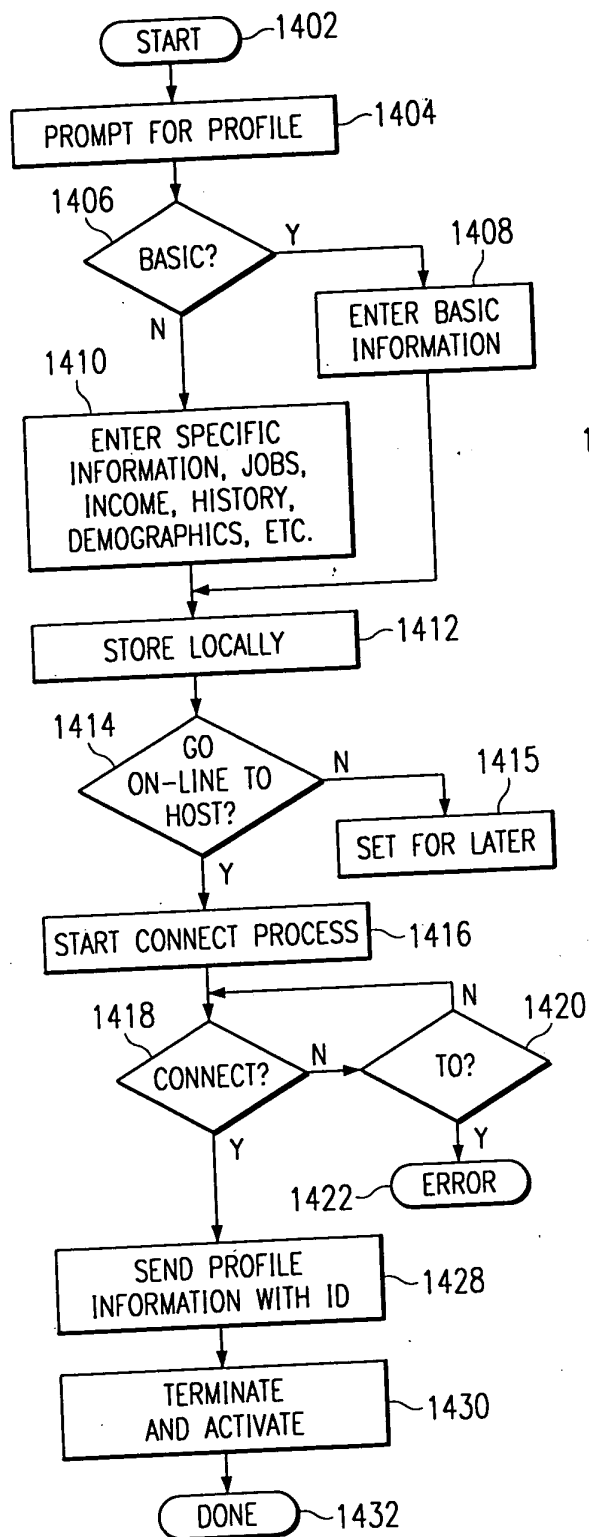 START
1402
PROMPT FOR PROFILE
1404
1406
BASIC?
Y
N
1408
ENTER BASIC
INFORMATION
1410
ENTER SPECIFIC
INFORMATION, JOBS,
INCOME, HISTORY,
DEMOGRAPHICS, ETC.
1
STORE LOCALLY
1412
1414
GO
ON-LINE TO
HOST?
N
Y
1415
SET FOR LATER
START CONNECT PROCESS
1416
1418
CONNECT?
N
Y
N
1420
TO?
Y
1422
ERROR
SEND PROFILE
INFORMATION WITH ID
1428
TERMINATE
AND ACTIVATE
1430
DONE
1432